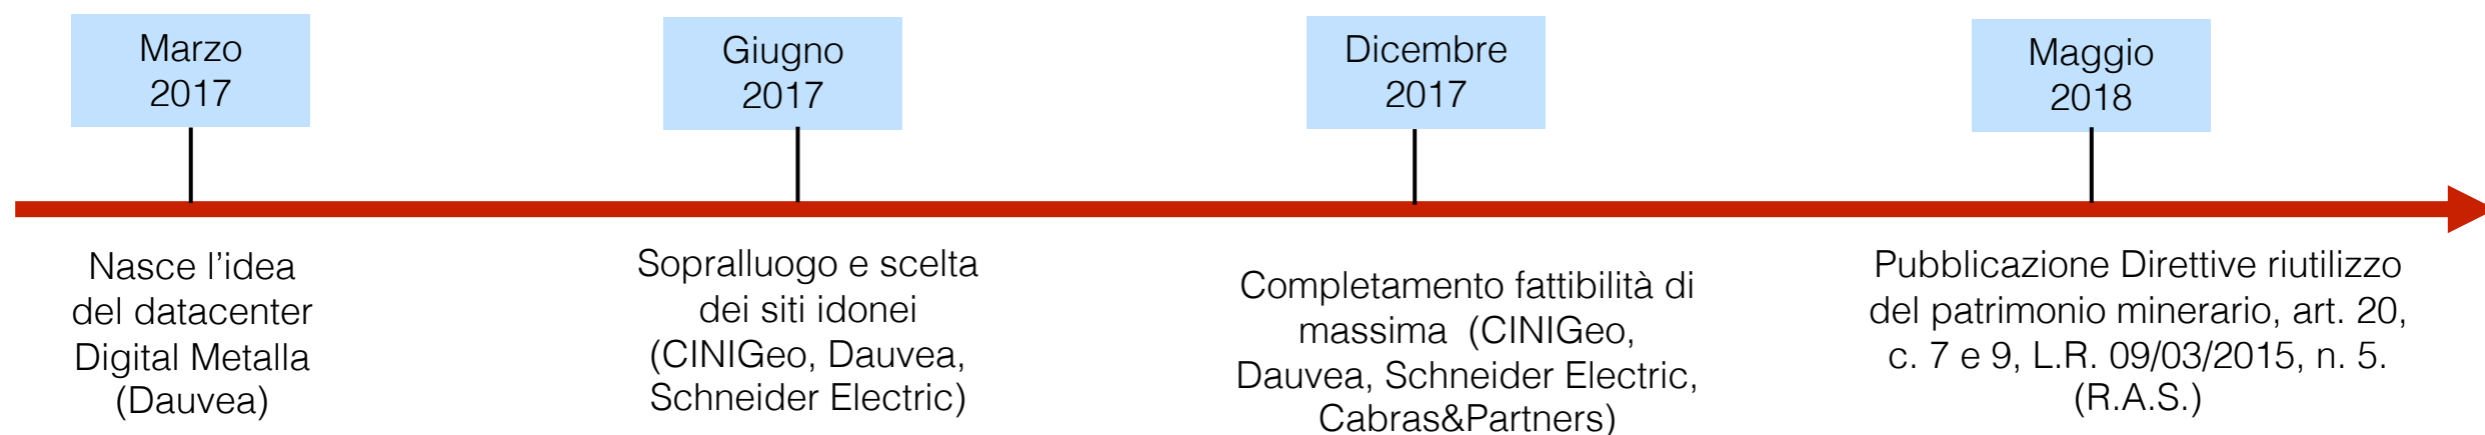 Marzo
2017
Giugno
2017
Dicembre
2017
Maggio
2018
Nasce l’idea
del datacenter
Digital Metalla
(Dauvea)
Sopralluogo e scelta
dei siti idonei
(CINIGeo, Dauvea,
Schneider Electric)
Completamento fattibilità di
massima (CINIGeo,
Dauvea, Schneider Electric,
Cabras&Partners)
Pubblicazione Direttive riutilizzo
del patrimonio minerario, art. 20,
c. 7 e 9, L.R. 09/03/2015, n. 5.
(R.A.S.)